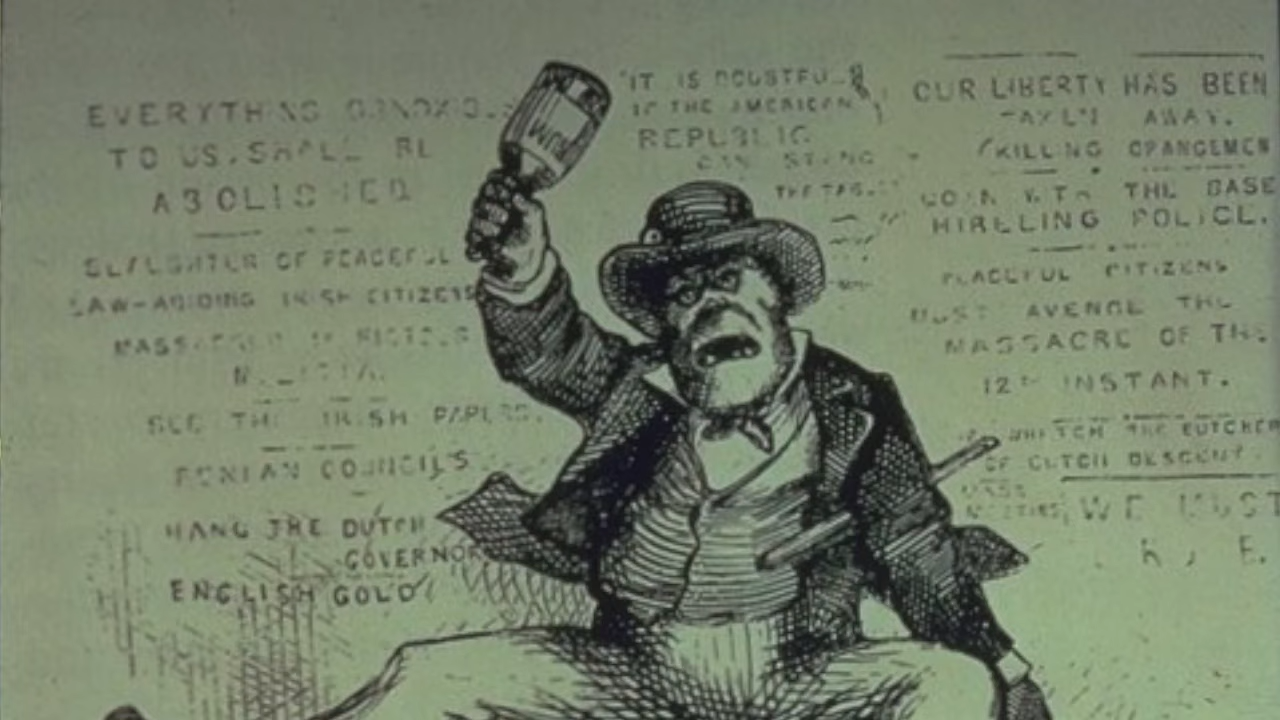 EVERYTHING
TO US, SHALL BE
ABOLISHED
SLAUGHTER OF PEACEFUL
LAW-ABIDING IRISH CITIZENS
SEE THE IRISH PAPERS.
FENIAN COUNCILS
HANG THE DUTCH
GOVERNOR
ENGLISH GOLD
RUM
"IT IS DOUBTFUL
IF THE AMERICAN
REPUBLIC
CAN STAND
OUR LIBERTY HAS BEEN
TAKEN AWAY.
KILLING ORANGEMEN
DOWN WITH THE BASE
HIRELING POLICE.
PEACEFUL CITIZENS
MUST AVENGE THE
MASSACRE OF THE
12TH INSTANT.
THE BUTCHER
OF DUTCH DESCENT.
WE MUST